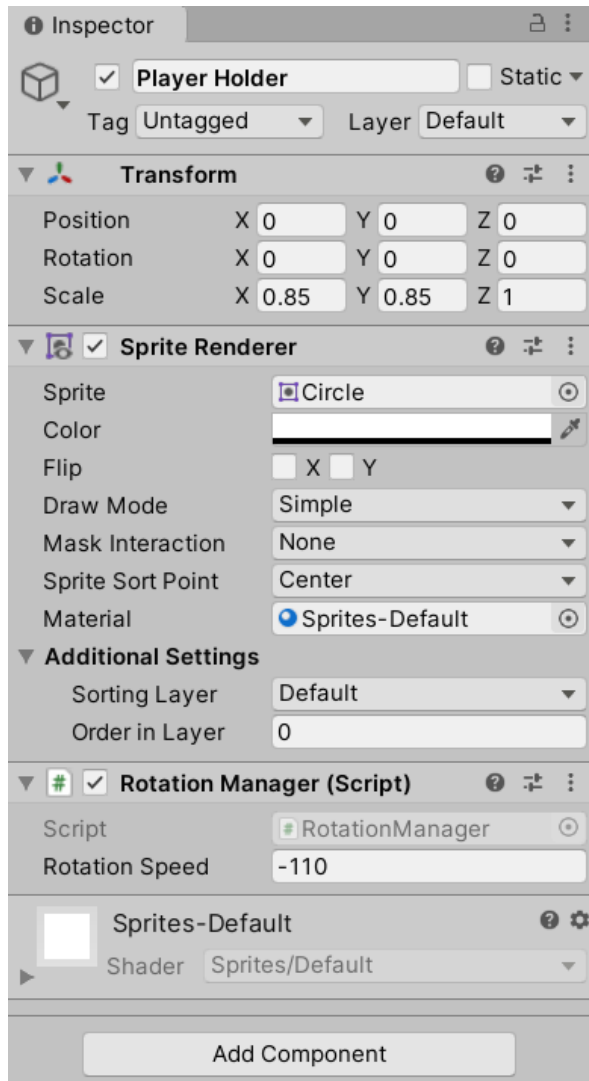 Inspector
Player Holder Static
Tag Untagged Layer Default
Transform
Position X 0 Y 0 Z 0
Rotation X 0 Y 0 Z 0
Scale X 0.85 Y 0.85 Z 1
Sprite Renderer
Sprite Circle
Color
Flip X Y
Draw Mode Simple
Mask Interaction None
Sprite Sort Point Center
Material Sprites-Default
Additional Settings
Sorting Layer Default
Order in Layer 0
# Rotation Manager (Script)
Script # RotationManager
Rotation Speed -110
Sprites-Default
Shader Sprites/Default
Add Component